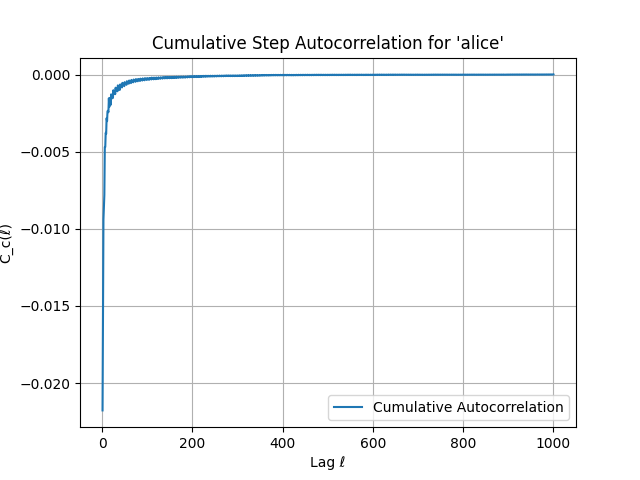 Cumulative Step Autocorrelation for 'alice'
0.000
−0.005
−0.010
−0.015
−0.020
C_c(ℓ)
Cumulative Autocorrelation
0 200 400 600 800 1000
Lag ℓ